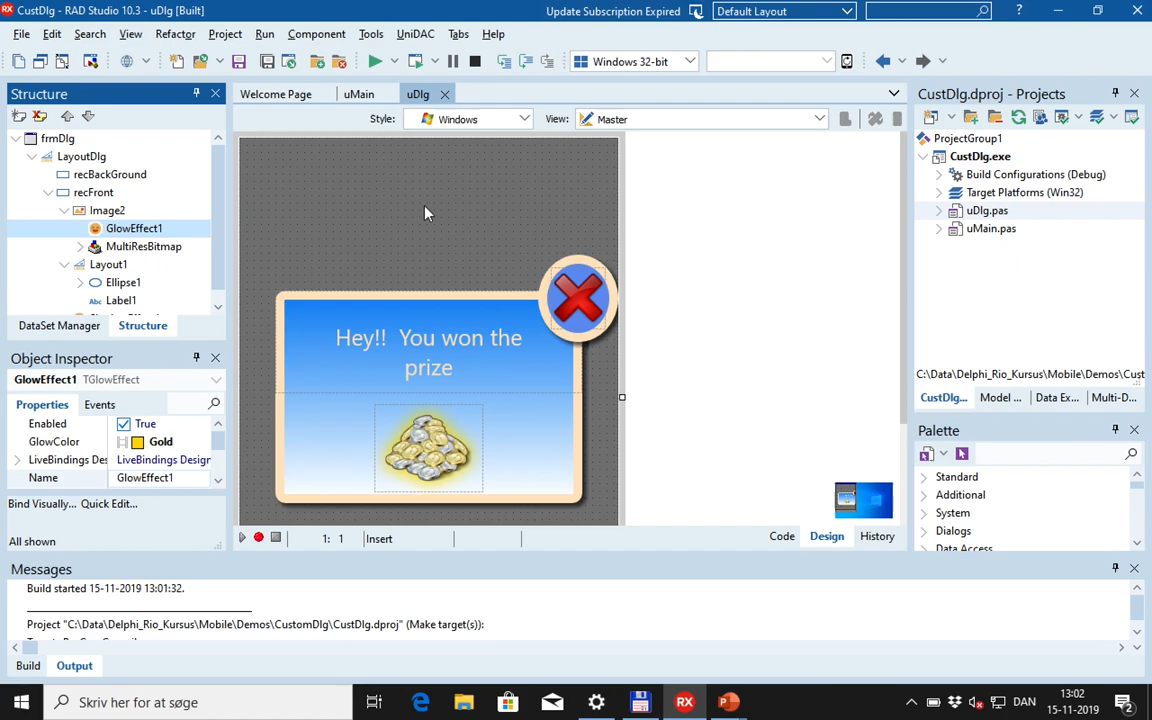 CustDlg - RAD Studio 10.3 - uDlg [Built]
Update Subscription Expired
Default Layout
File Edit Search View Refactor Project Run Component Tools UniDAC Tabs Help
Windows 32-bit
Structure
frmDlg
LayoutDlg
recBackGround
recFront
Image2
GlowEffect1
MultiResBitmap
Layout1
Ellipse1
Label1
DataSet Manager
Structure
Object Inspector
GlowEffect1 TGlowEffect
Properties
Events
Enabled True
GlowColor Gold
LiveBindings Des LiveBindings Design
Name GlowEffect1
Bind Visually... Quick Edit...
All shown
Welcome Page
uMain
uDlg
Style:
Windows
View:
Master
Hey!! You won the
prize
1: 1
Insert
Code
Design
History
CustDlg.dproj - Projects
ProjectGroup1
CustDlg.exe
Build Configurations (Debug)
Target Platforms (Win32)
uDlg.pas
uMain.pas
C:\Data\Delphi_Rio_Kursus\Mobile\Demos\Cust
CustDlg...
Model ...
Data Ex...
Multi-D...
Palette
Standard
Additional
System
Dialogs
Data Access
Messages
Build started 15-11-2019 13:01:32.
Project "C:\Data\Delphi_Rio_Kursus\Mobile\Demos\CustomDlg\CustDlg.dproj" (Make target(s)):
Build
Output
Skriv her for at søge
DAN
13:02
15-11-2019
2